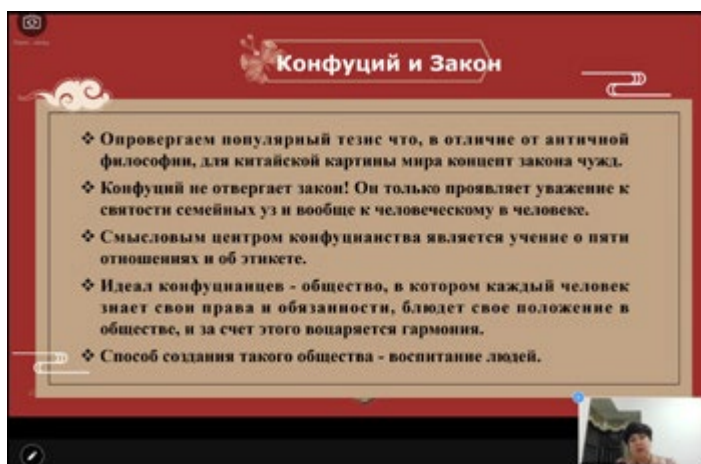 Конфуций и Закон
❖ Опровергаем популярный тезис что, в отличие от античной
философии, для китайской картины мира концепт закона чужд.
❖ Конфуций не отвергает закон! Он только проявляет уважение к
святости семейных уз и вообще к человеческому в человеке.
❖ Смысловым центром конфуцианства является учение о пяти
отношениях и об этикете.
❖ Идеал конфуцианцев - общество, в котором каждый человек
знает свои права и обязанности, блюдет свое положение в
обществе, и за счет этого воцаряется гармония.
❖ Способ создания такого общества - воспитание людей.